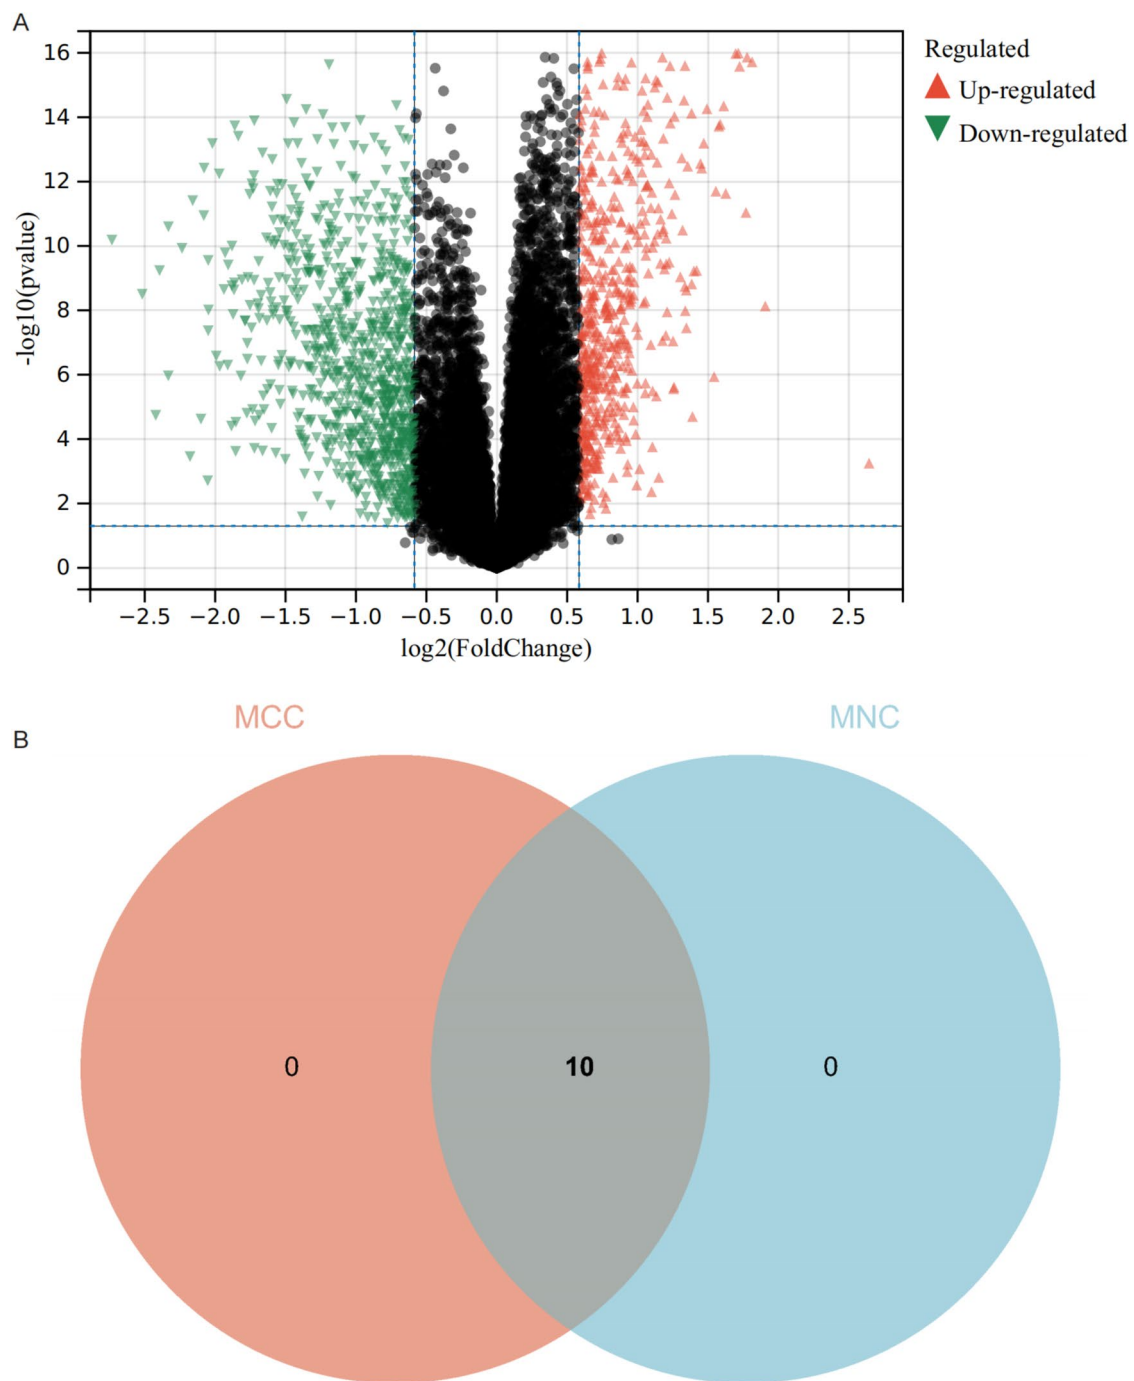 A
16
14
12
10
8
6
4
2
0
-log10(pvalue)
−2.5 −2.0 −1.5 −1.0 −0.5 0.0 0.5 1.0 1.5 2.0 2.5
log2(FoldChange)
Regulated
Up-regulated
Down-regulated
B
MCC MNC
0 10 0